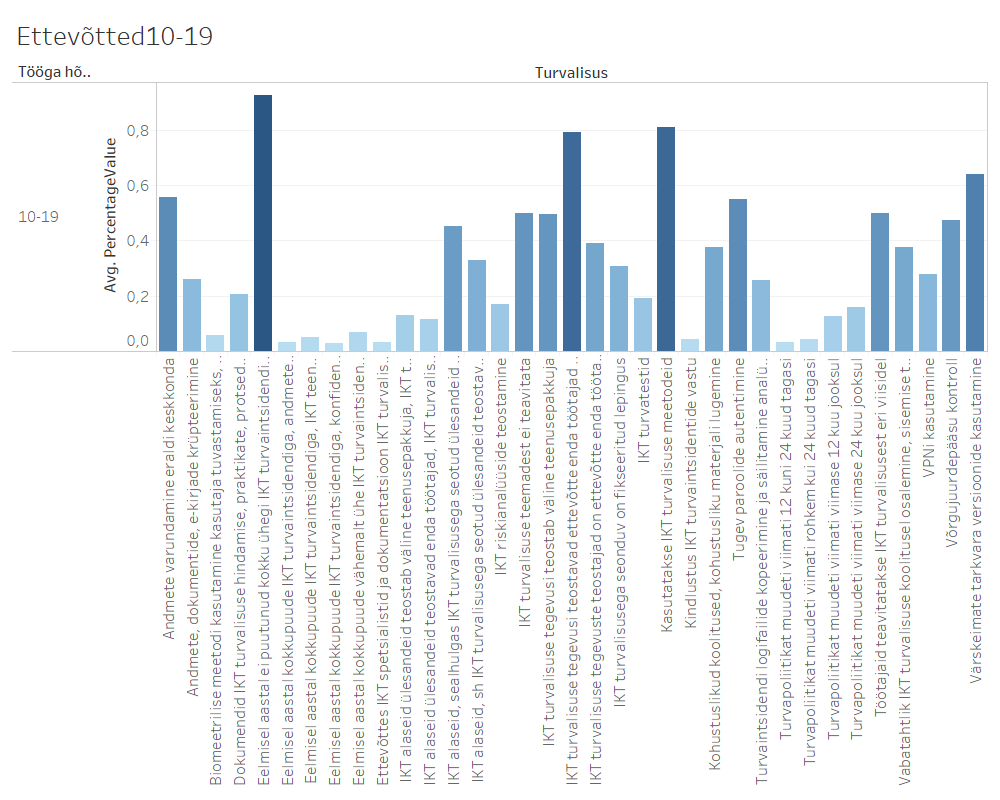 Ettevõtted10-19
Tööga hõ..
Turvalisus
Avg. PercentageValue
0,8
0,6
0,4
0,2
0,0
10-19
Andmete varundamine eraldi keskkonda
Andmete, dokumentide, e-kirjade krüpteerimine
Biomeetrilise meetodi kasutamine kasutaja tuvastamiseks, ..
Dokumendid IKT turvalisuse hindamise, praktikate, protsed..
Eelmisel aastal ei puutunud kokku ühegi IKT turvaintsidendi..
Eelmisel aastal kokkupuude IKT turvaintsidendiga, andmete..
Eelmisel aastal kokkupuude IKT turvaintsidendiga, IKT teen..
Eelmisel aastal kokkupuude IKT turvaintsidendiga, konfiden..
Eelmisel aastal kokkupuude vähemalt ühe IKT turvaintsiden..
Ettevõttes IKT spetsialistid ja dokumentatsioon IKT turvalis..
IKT alaseid ülesandeid teostab väline teenusepakkuja, IKT t..
IKT alaseid ülesandeid teostavad enda töötajad, IKT turvalis..
IKT alaseid, sealhulgas IKT turvalisusega seotud ülesandeid ..
IKT alaseid, sh IKT turvalisusega seotud ülesandeid teostav..
IKT riskianalüüside teostamine
IKT turvalisuse teemadest ei teavitata
IKT turvalisuse tegevusi teostab väline teenusepakkuja
IKT turvalisuse tegevusi teostavad ettevõtte enda töötajad ..
IKT turvalisuse tegevuste teostajad on ettevõtte enda tööta..
IKT turvalisusega seonduv on fikseeritud lepingus
IKT turvatestid
Kasutatakse IKT turvalisuse meetodeid
Kindlustus IKT turvaintsidentide vastu
Kohustuslikud koolitused, kohustusliku materjali lugemine
Tugev paroolide autentimine
Turvaintsidendi logifailide kopeerimine ja säilitamine analü..
Turvapoliitikat muudeti viimati 12 kuni 24 kuud tagasi
Turvapoliitikat muudeti viimati rohkem kui 24 kuud tagasi
Turvapoliitikat muudeti viimati viimase 12 kuu jooksul
Turvapoliitikat muudeti viimati viimase 24 kuu jooksul
Töötajaid teavitatakse IKT turvalisusest eri viisidel
Vabatahtlik IKT turvalisuse koolitusel osalemine, sisemiset..
VPNi kasutamine
Võrgujuurdepääsu kontroll
Värskeimate tarkvara versioonide kasutamine